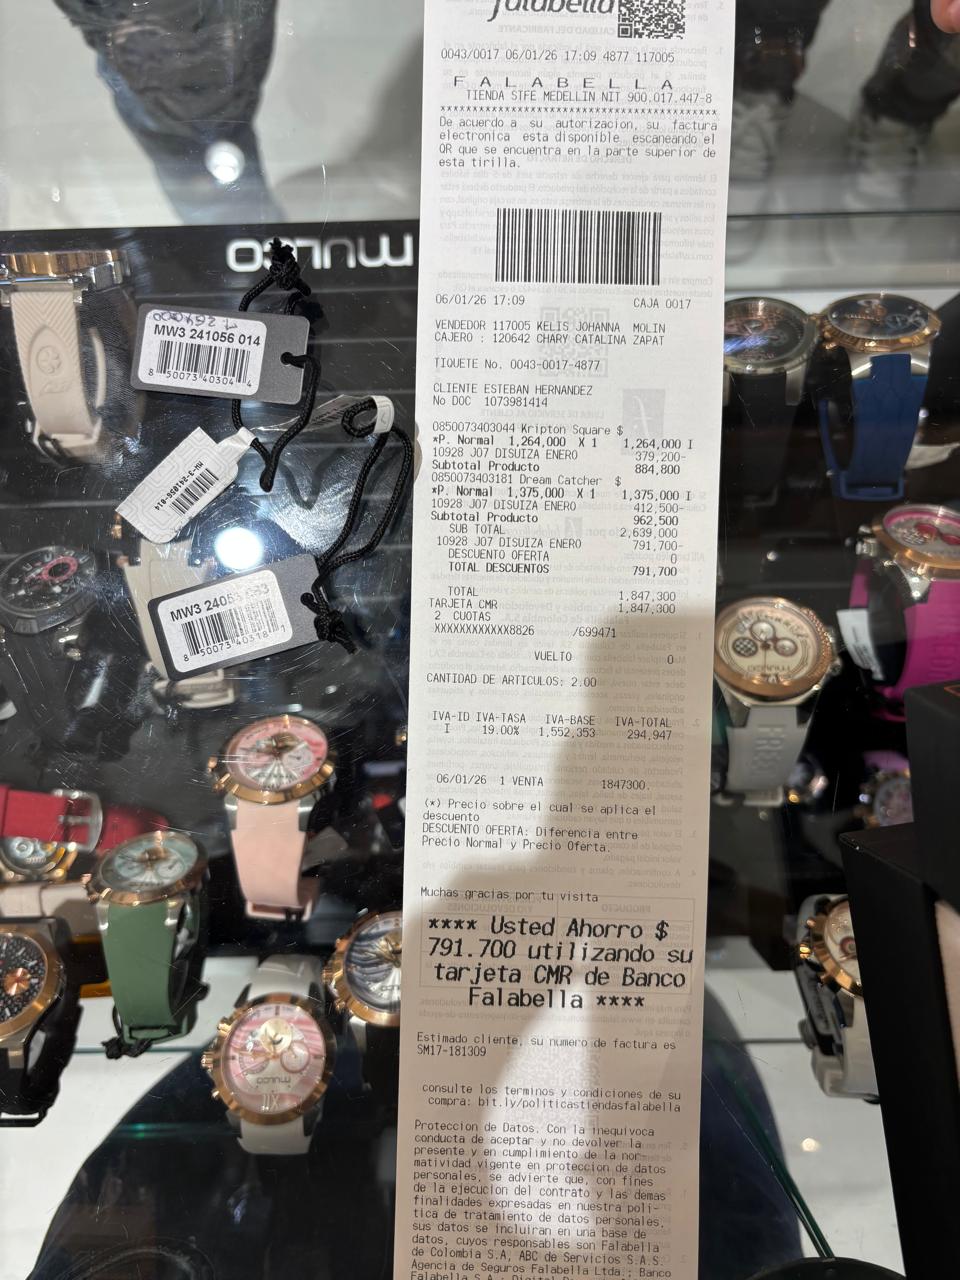 falabella
0043/0017 06/01/26 17:09 4877 117005
F A L A B E L L A
TIENDA STFE MEDELLIN NIT 900.017.447-8
****************************************
De acuerdo a su autorizacion, su factura
electronica esta disponible escaneando el
QR que se encuentra en la parte superior de
esta tirilla.
06/01/26 17:09 CAJA 0017
VENDEDOR 117005 KELIS JOHANNA MOLIN
CAJERO : 120642 CHARY CATALINA ZAPAT
TIQUETE No. 0043-0017-4877
CLIENTE ESTEBAN HERNANDEZ
No DOC 1073981414
0850073403044 Kripton Square $
*P. Normal 1,264,000 X 1 1,264,000 I
10928 J07 DISUIZA ENERO 379,200-
Subtotal Producto 884,800
0850073403181 Dream Catcher $
*P. Normal 1,375,000 X 1 1,375,000 I
10928 J07 DISUIZA ENERO 412,500-
Subtotal Producto 962,500
SUB TOTAL 2,639,000
10928 J07 DISUIZA ENERO 791,700-
DESCUENTO OFERTA 0
TOTAL DESCUENTOS 791,700
TOTAL 1,847,300
TARJETA CMR 1,847,300
2 CUOTAS
XXXXXXXXXXXX8826 /699471
VUELTO 0
CANTIDAD DE ARTICULOS: 2.00
IVA-ID IVA-TASA IVA-BASE IVA-TOTAL
I 19.00% 1,552,353 294,947
06/01/26 1 VENTA 1847300.
(*) Precio sobre el cual se aplica el
descuento
DESCUENTO OFERTA: Diferencia entre
Precio Normal y Precio Oferta.
Muchas gracias por tu visita
**** Usted Ahorro $
791.700 utilizando su
tarjeta CMR de Banco
Falabella ****
Estimado cliente, su numero de factura es
SM17-181309
consulte los terminos y condiciones de su
compra: bit.ly/politicastiendasfalabella
Proteccion de Datos. Con la inequivoca
conducta de aceptar y no devolver la
presente y en cumplimiento de la nor-
matividad vigente en proteccion de datos
personales, se advierte que, con fines
de la ejecucion del contrato y las demas
finalidades expresadas en nuestra poli-
tica de tratamiento de datos personales,
sus datos se incluiran en una base de
datos, cuyos responsables son Falabella
de Colombia S.A, ABC de Servicios S.A.S.
Agencia de Seguros Falabella Ltda.; Banco
Falabella S.A.;
MULCO
1.264000
MW3 241056 014
8 50073 40304 4
MW-3-241056-014
MW3 2405
8 50073 40318 1
MULCO
MULCO